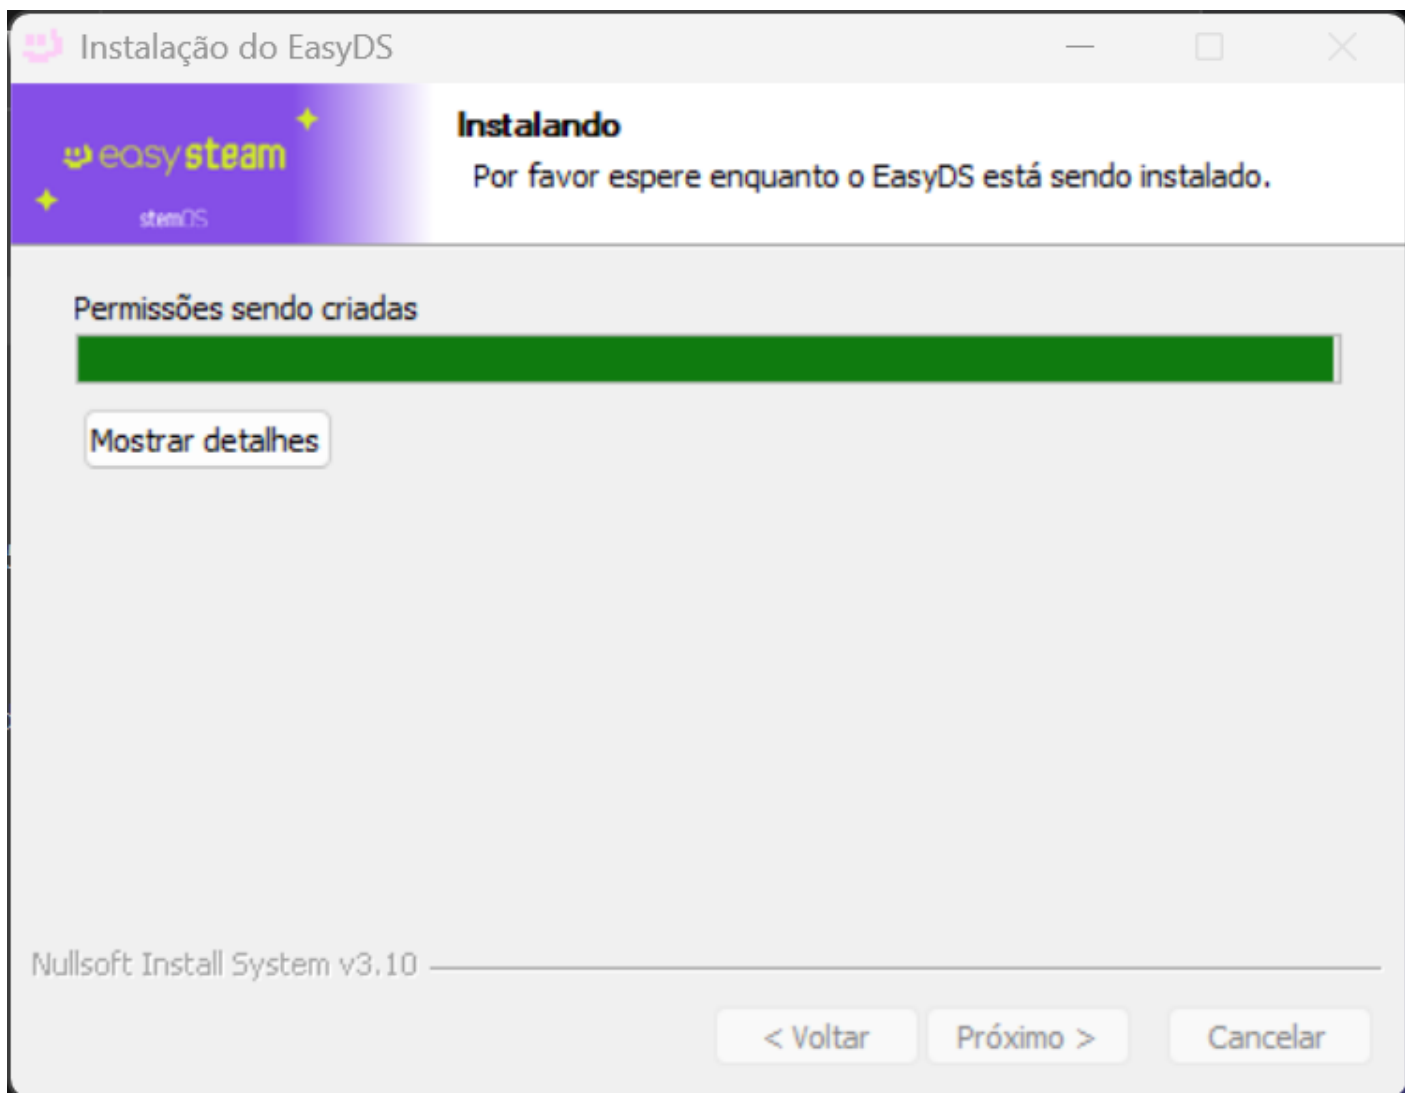 Instalação do EasyDS
easysteam
stemOS
Instalando
Por favor espere enquanto o EasyDS está sendo instalado.
Permissões sendo criadas
Mostrar detalhes
Nullsoft Install System v3.10
< Voltar
Próximo >
Cancelar